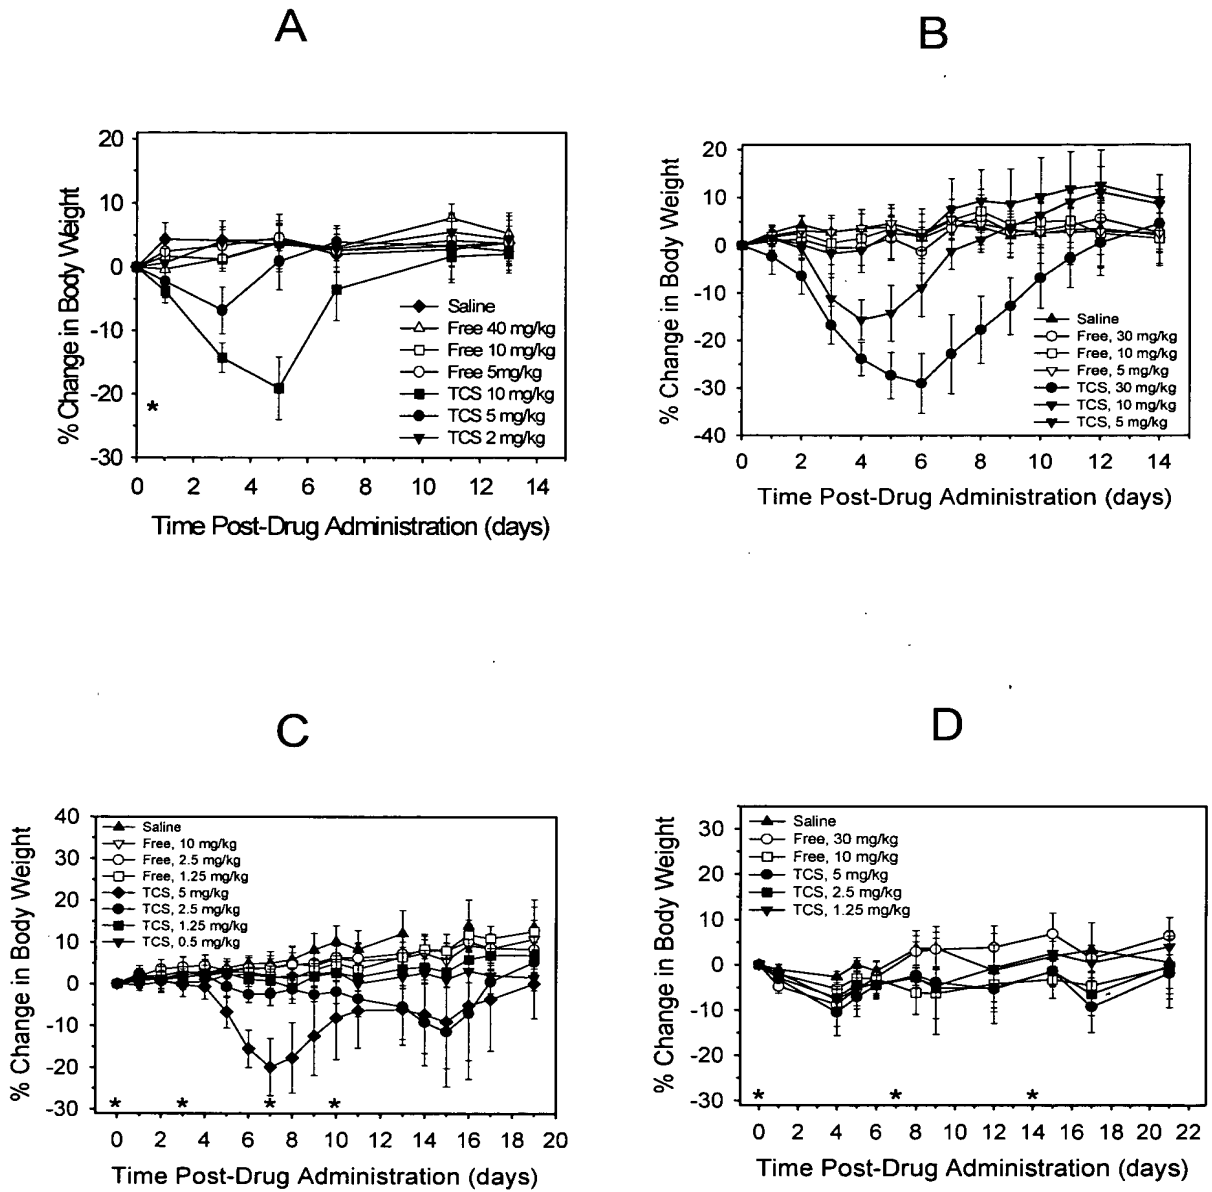 A
B
20
10
0
-10
-20
-30
% Change in Body Weight
Saline
Free 40 mg/kg
Free 10 mg/kg
Free 5mg/kg
TCS 10 mg/kg
TCS 5 mg/kg
TCS 2 mg/kg
*
0 2 4 6 8 10 12 14
Time Post-Drug Administration (days)
20
10
0
-10
-20
-30
-40
% Change in Body Weight
Saline
Free, 30 mg/kg
Free, 10 mg/kg
Free, 5 mg/kg
TCS, 30 mg/kg
TCS, 10 mg/kg
TCS, 5 mg/kg
0 2 4 6 8 10 12 14
Time Post-Drug Administration (days)
C
D
40
30
20
10
0
-10
-20
-30
% Change in Body Weight
Saline
Free, 10 mg/kg
Free, 2.5 mg/kg
Free, 1.25 mg/kg
TCS, 5 mg/kg
TCS, 2.5 mg/kg
TCS, 1.25 mg/kg
TCS, 0.5 mg/kg
* * * *
0 2 4 6 8 10 12 14 16 18 20
Time Post-Drug Administration (days)
30
20
10
0
-10
-20
-30
% Change in Body Weight
Saline
Free, 30 mg/kg
Free, 10 mg/kg
TCS, 5 mg/kg
TCS, 2.5 mg/kg
TCS, 1.25 mg/kg
* * *
0 2 4 6 8 10 12 14 16 18 20 22
Time Post-Drug Administration (days)